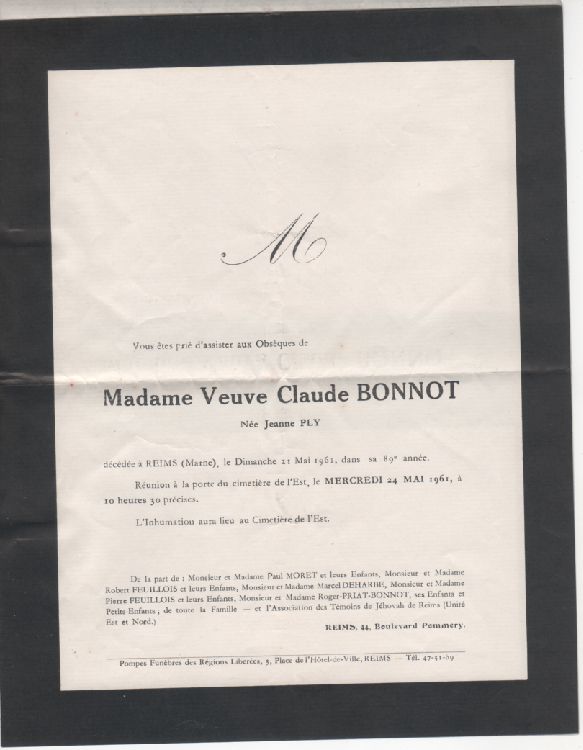 M
Vous êtes prié d'assister aux Obsèques de
Madame Veuve Claude BONNOT
Née Jeanne PLY
décédée à REIMS (Marne), le Dimanche 21 Mai 1961, dans sa 89e année.
Réunion à la porte du cimetière de l'Est, le MERCREDI 24 MAI 1961, à
10 heures 30 précises.
L'Inhumation aura lieu au Cimetière de l'Est.
De la part de : Monsieur et Madame Paul MORET et leurs Enfants, Monsieur et Madame
Robert FEUILLOIS et leurs Enfants, Monsieur et Madame Marcel DEHARBE, Monsieur et Madame
Pierre FEUILLOIS et leurs Enfants, Monsieur et Madame Roger-PRIAT-BONNOT, ses Enfants et
Petits Enfants ; de toute la Famille — et l'Association des Témoins de Jéhovah de Reims (Unité
Est et Nord.)
REIMS, 44, Boulevard Pommery.
Pompes Funèbres des Régions Libérées, 5, Place de l'Hôtel-de-Ville, REIMS — Tél. 47-51-89